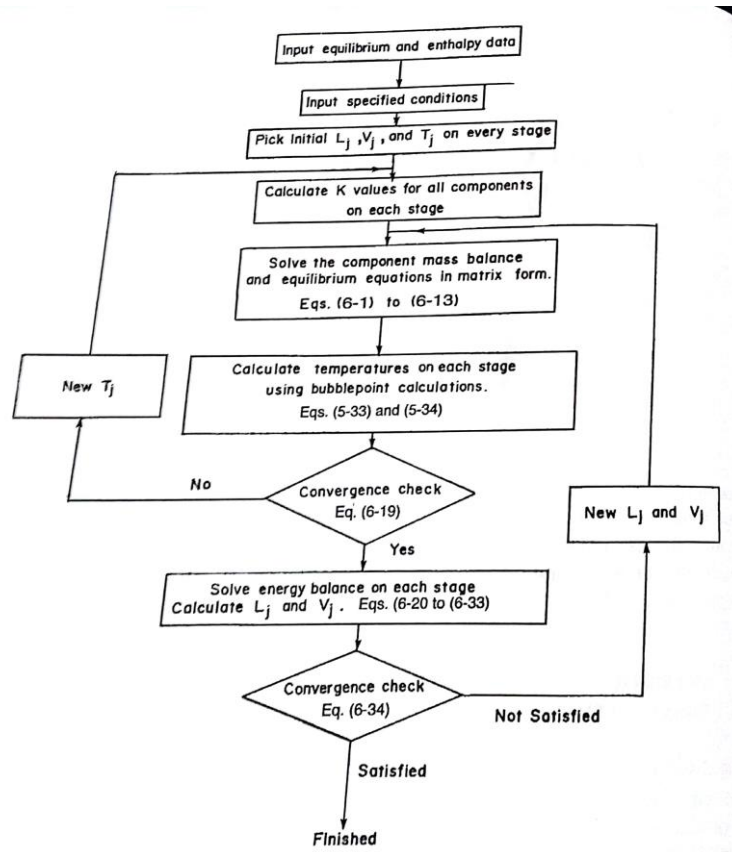 Input equilibrium and enthalpy data
Input specified conditions
Pick Initial Lj ,Vj , and Tj on every stage
Calculate K values for all components
on each stage
Solve the component mass balance
and equilibrium equations in matrix form.
Eqs. (6-1) to (6-13)
Calculate temperatures on each stage
using bubblepoint calculations.
Eqs. (5-33) and (5-34)
New Tj
No
Convergence check
Eq. (6-19)
New Lj and Vj
Yes
Solve energy balance on each stage
Calculate Lj and Vj . Eqs. (6-20 to (6-33)
Convergence check
Eq. (6-34)
Not Satisfied
Satisfied
Finished